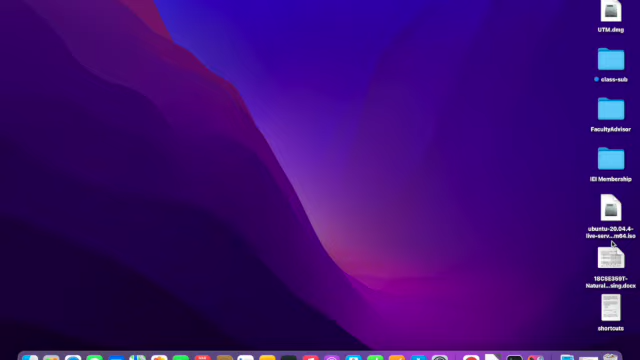 UTM.dmg
class-sub
FacultyAdvisor
IEI Membership
ubuntu-20.04.4-
live-serv...m64.iso
18CSE359T-
Natural...sing.docx
shortcuts